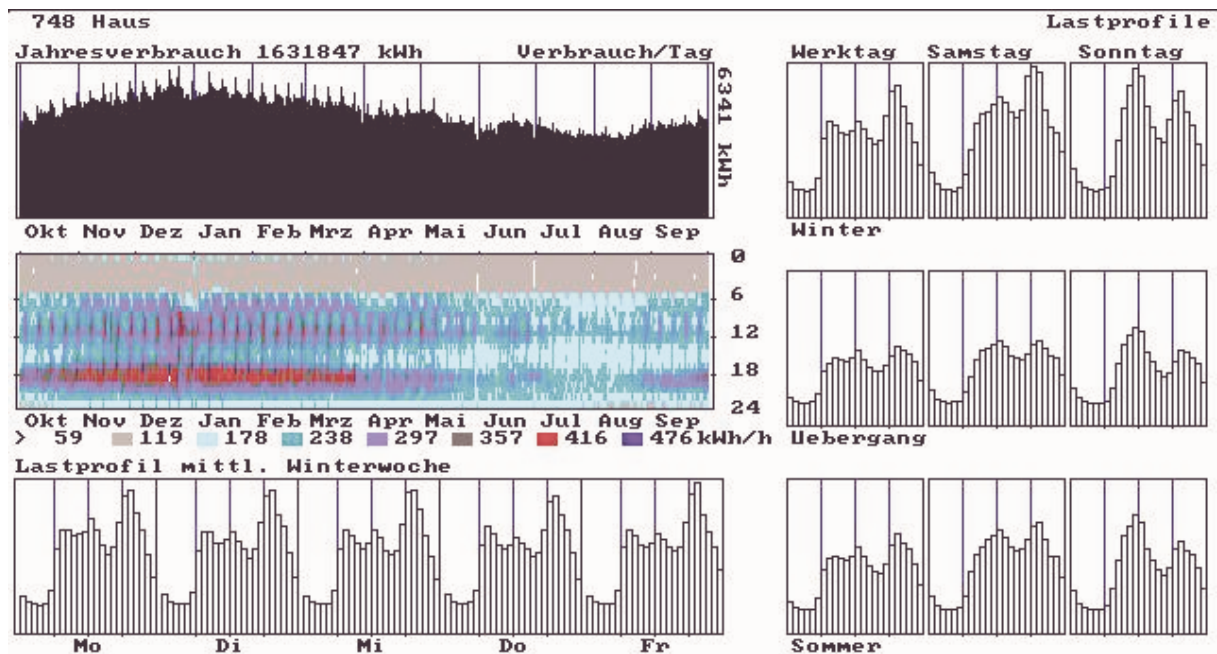 748 Haus Lastprofile
Jahresverbrauch 1631847 kWh Verbrauch/Tag
6341 kWh
Okt Nov Dez Jan Feb Mrz Apr Mai Jun Jul Aug Sep
0
6
12
18
24
Okt Nov Dez Jan Feb Mrz Apr Mai Jun Jul Aug Sep
> 59 119 178 238 297 357 416 476kWh/h
Lastprofil mittl. Winterwoche
Mo Di Mi Do Fr
Werktag Samstag Sonntag
Winter
Uebergang
Sommer